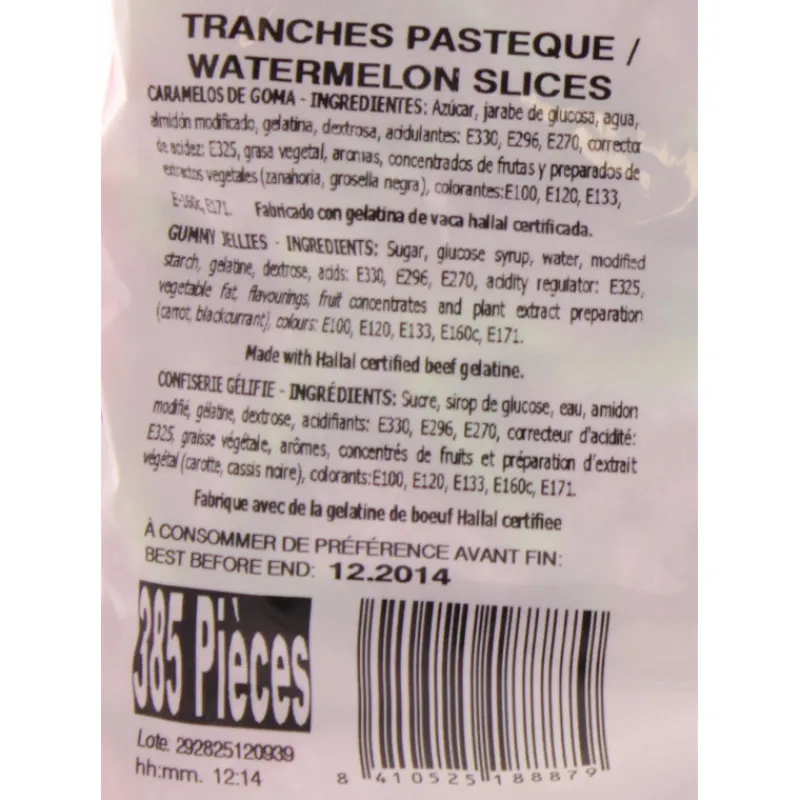 TRANCHES PASTEQUE /
WATERMELON SLICES
CARAMELOS DE GOMA - INGREDIENTES: Azúcar, jarabe de glucosa, agua,
almidón modificado, gelatina, dextrosa, acidulantes: E330, E296, E270, corrector
de acidez: E325, grasa vegetal, aromas, concentrados de frutas y preparados de
extractos vegetales (zanahoria, grosella negra), colorantes:E100, E120, E133,
E-160c, E171. Fabricado con gelatina de vaca hallal certificada.
GUMMY JELLIES - INGREDIENTS: Sugar, glucose syrup, water, modified
starch, gelatine, dextrose, acids: E330, E296, E270, acidity regulator: E325,
vegetable fat, flavourings, fruit concentrates and plant extract preparation
(carrot, blackcurrant), colours: E100, E120, E133, E160c, E171.
Made with Hallal certified beef gelatine.
CONFISERIE GÉLIFIE - INGRÉDIENTS: Sucre, sirop de glucose, eau, amidon
modifié, gélatine, dextrose, acidifiants: E330, E296, E270, correcteur d'acidité:
E325, graisse végétale, arômes, concentrés de fruits et préparation d'extrait
végétal (carotte, cassis noire), colorants:E100, E120, E133, E160c, E171.
Fabrique avec de la gelatine de boeuf Hallal certifiee
À CONSOMMER DE PRÉFÉRENCE AVANT FIN:
BEST BEFORE END: 12.2014
385 Pièces
Lote. 292825120939
hh:mm. 12:14
8 410525 188879